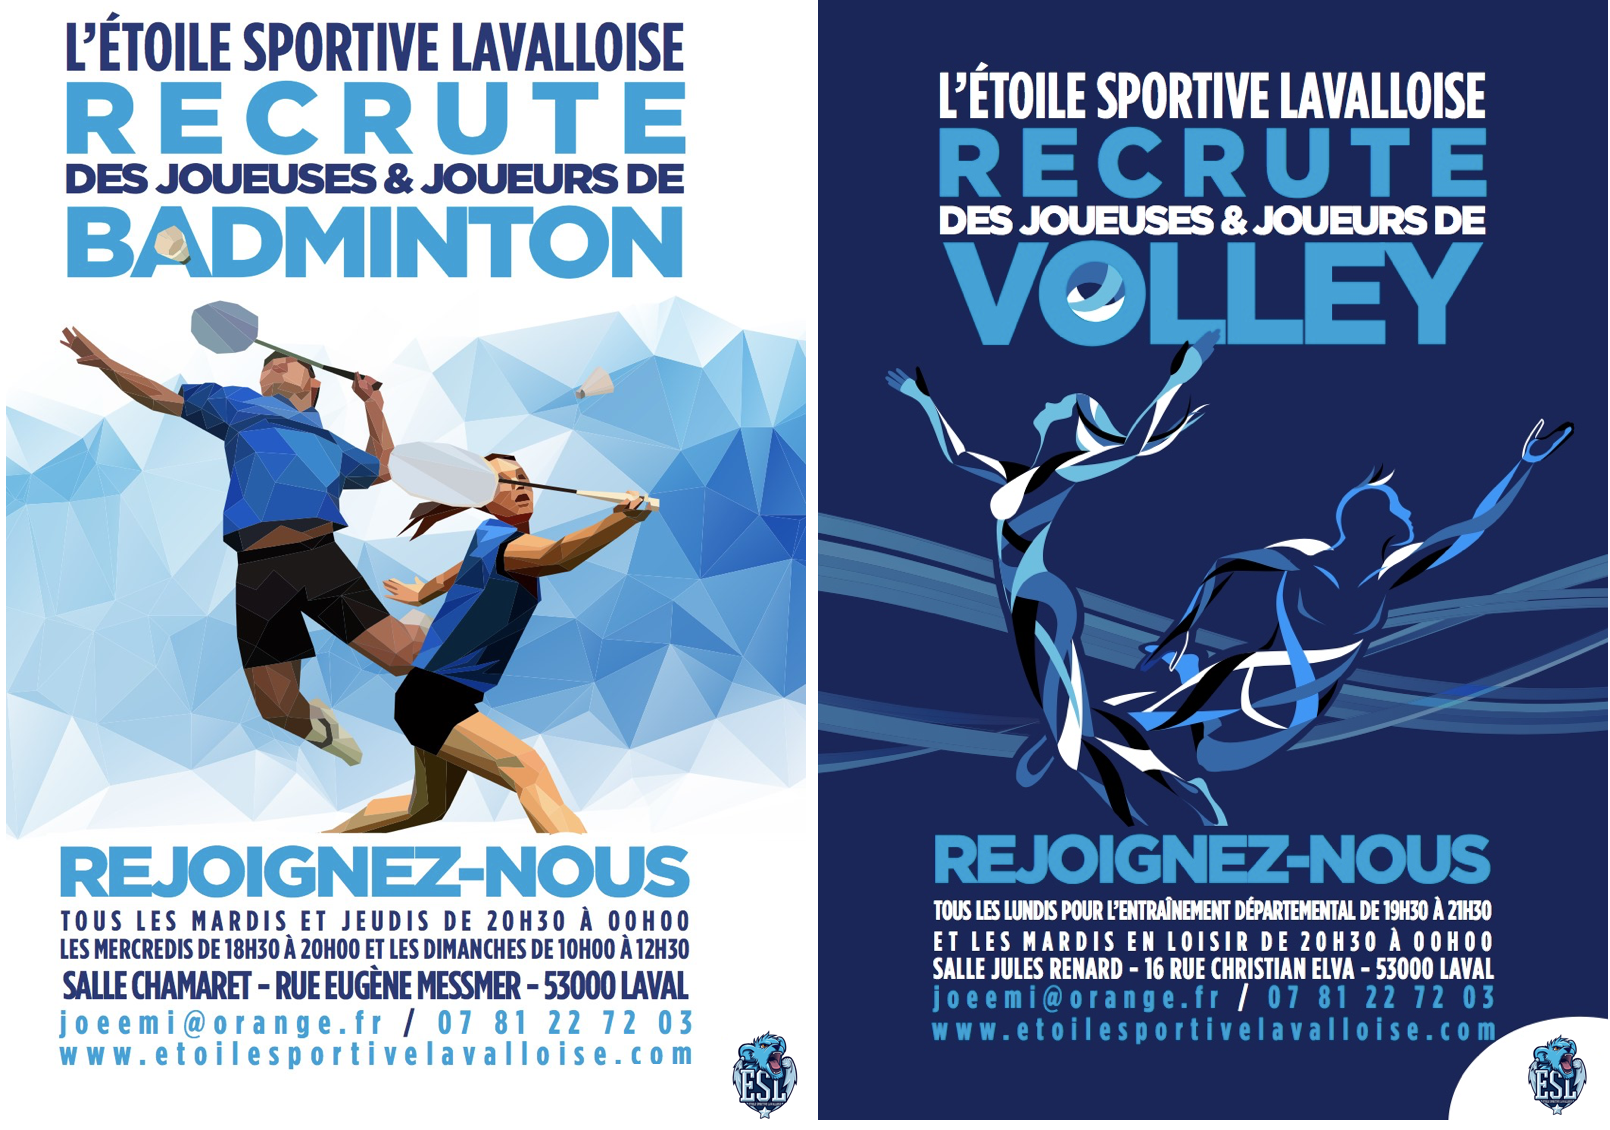 L'ÉTOILE SPORTIVE LAVALLOISE
RECRUTE
DES JOUEUSES & JOUEURS DE
BADMINTON
REJOIGNEZ-NOUS
TOUS LES MARDIS ET JEUDIS DE 20H30 À 00H00
LES MERCREDIS DE 18H30 À 20H00 ET LES DIMANCHES DE 10H00 À 12H30
SALLE CHAMARET – RUE EUGÈNE MESSMER – 53000 LAVAL
joeemi@orange.fr / 07 81 22 72 03
www.etoilesportivelavalloise.com
ESL
L'ÉTOILE SPORTIVE LAVALLOISE
RECRUTE
DES JOUEUSES & JOUEURS DE
VOLLEY
REJOIGNEZ-NOUS
TOUS LES LUNDIS POUR L'ENTRAÎNEMENT DÉPARTEMENTAL DE 19H30 À 21H30
ET LES MARDIS EN LOISIR DE 20H30 À 00H00
SALLE JULES RENARD – 16 RUE CHRISTIAN ELVA – 53000 LAVAL
joeemi@orange.fr / 07 81 22 72 03
www.etoilesportivelavalloise.com
ESL